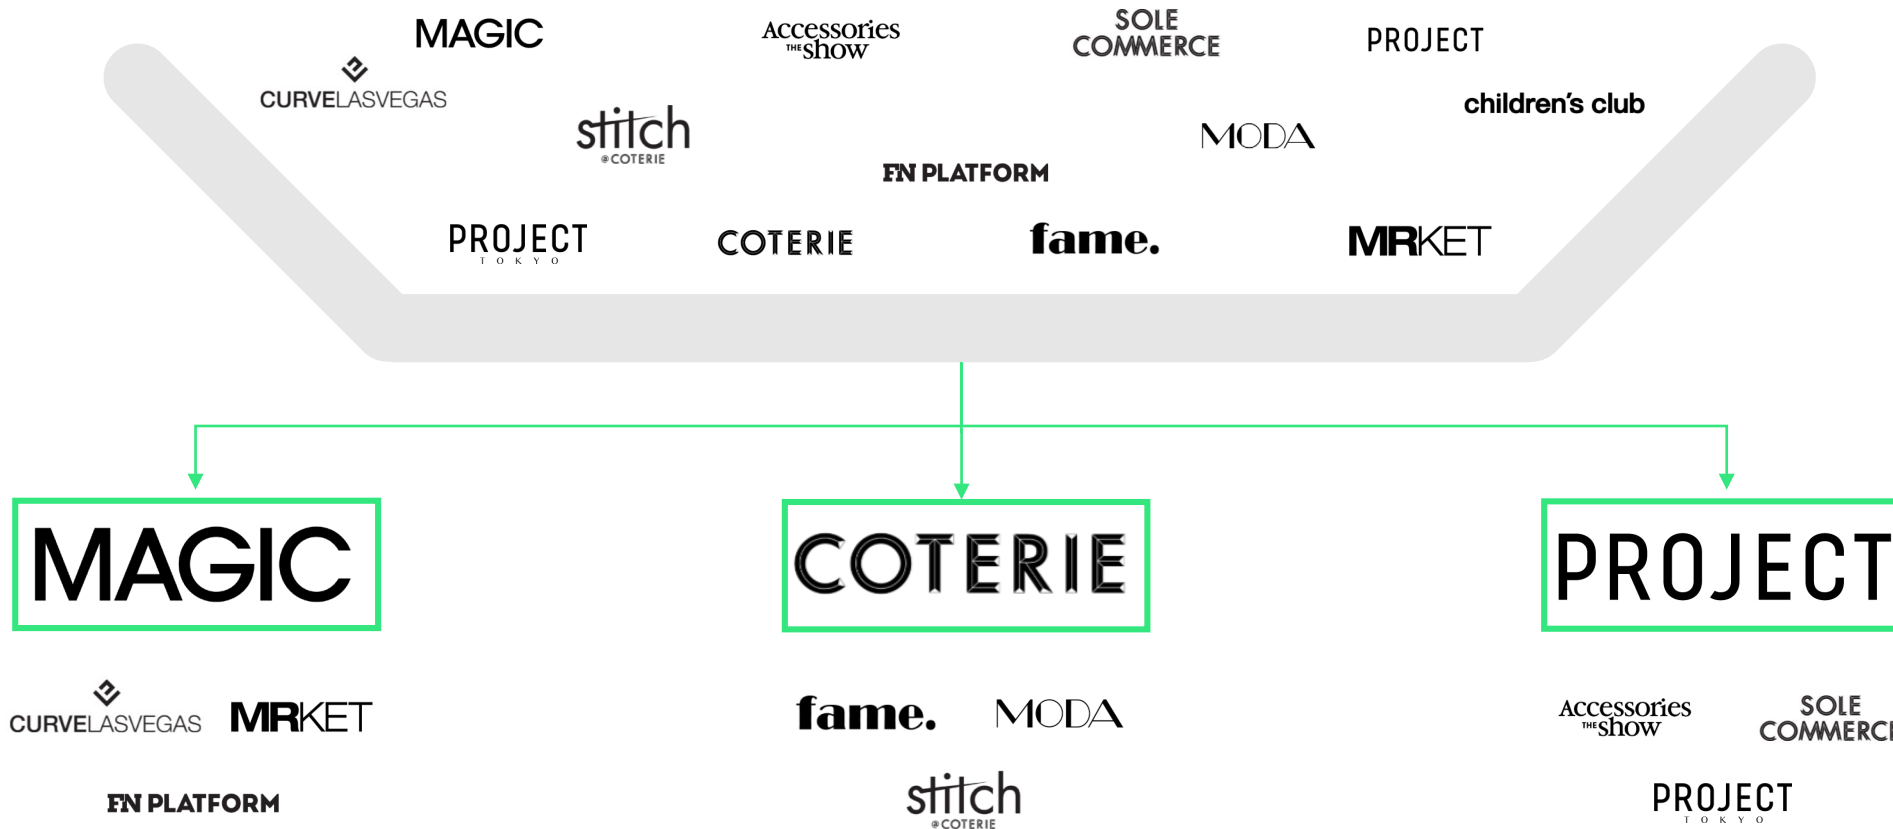 MAGIC
Accessories
THE Show
SOLE
COMMERCE
PROJECT
CURVELASVEGAS
children's club
stitch
@COTERIE
MODA
FN PLATFORM
PROJECT
TOKYO
COTERIE
fame.
MRKET
MAGIC
COTERIE
PROJECT
CURVELASVEGAS
MRKET
fame.
MODA
Accessories
THE Show
SOLE
COMMERCE
FN PLATFORM
stitch
@COTERIE
PROJECT
TOKYO